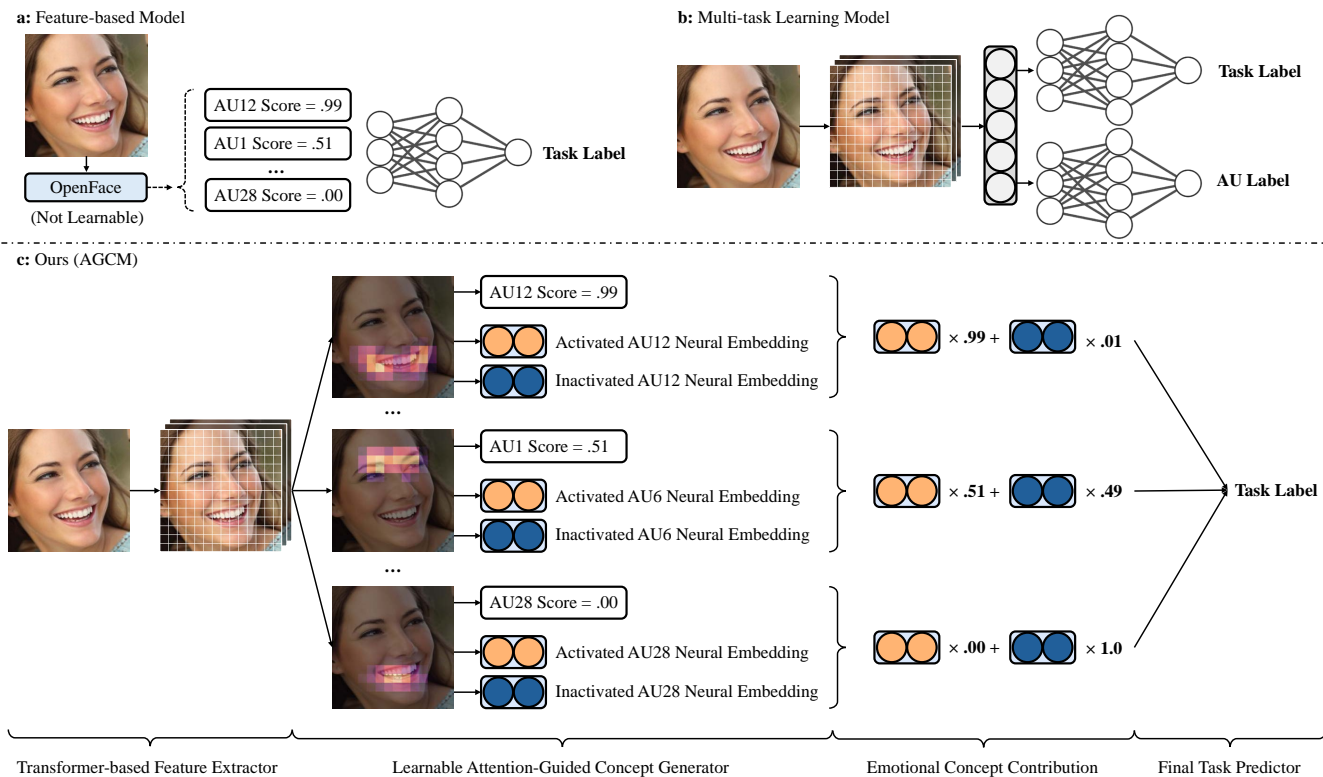 a: Feature-based Model
OpenFace
(Not Learnable)
AU12 Score = .99
AU1 Score = .51
...
AU28 Score = .00
Task Label
b: Multi-task Learning Model
Task Label
AU Label
c: Ours (AGCM)
AU12 Score = .99
Activated AU12 Neural Embedding
Inactivated AU12 Neural Embedding
× .99 + × .01
...
AU1 Score = .51
Activated AU6 Neural Embedding
Inactivated AU6 Neural Embedding
× .51 + × .49
Task Label
...
AU28 Score = .00
Activated AU28 Neural Embedding
Inactivated AU28 Neural Embedding
× .00 + × 1.0
Transformer-based Feature Extractor
Learnable Attention-Guided Concept Generator
Emotional Concept Contribution
Final Task Predictor